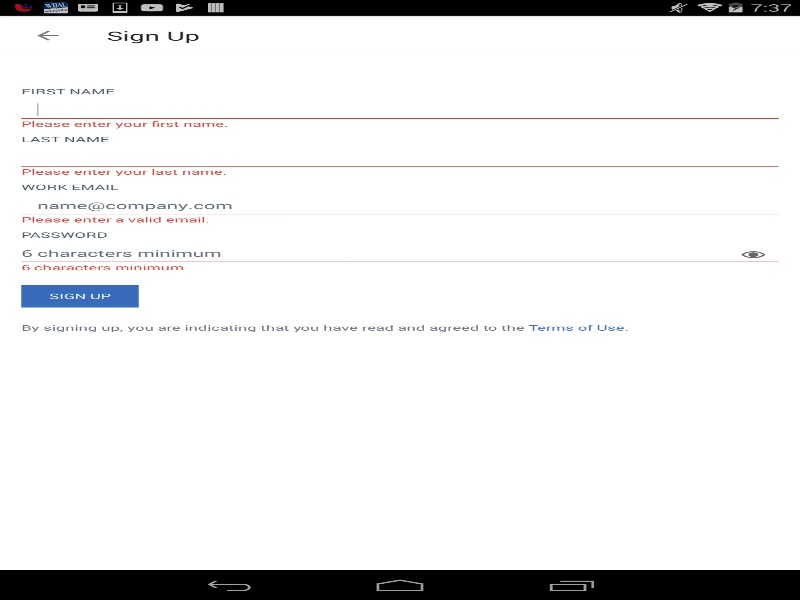 WBAL
7:37
Sign Up
FIRST NAME
Please enter your first name.
LAST NAME
Please enter your last name.
WORK EMAIL
name@company.com
Please enter a valid email.
PASSWORD
6 characters minimum
6 characters minimum
SIGN UP
By signing up, you are indicating that you have read and agreed to the Terms of Use.